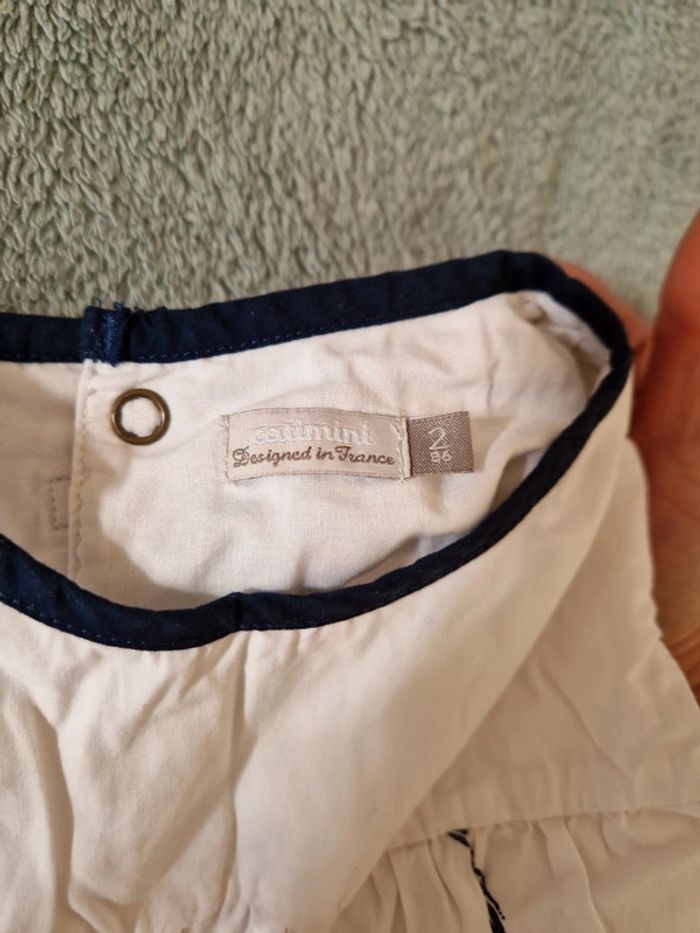 catimini
Designed in France
2
86